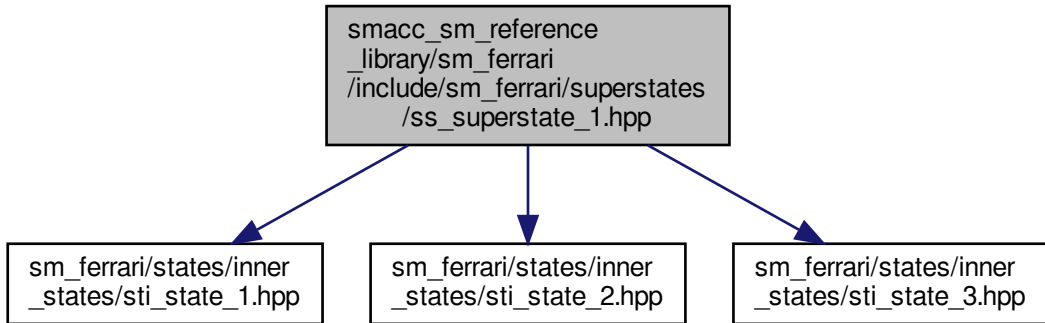 smacc_sm_reference
_library/sm_ferrari
/include/sm_ferrari/superstates
/ss_superstate_1.hpp
sm_ferrari/states/inner
_states/sti_state_1.hpp
sm_ferrari/states/inner
_states/sti_state_2.hpp
sm_ferrari/states/inner
_states/sti_state_3.hpp